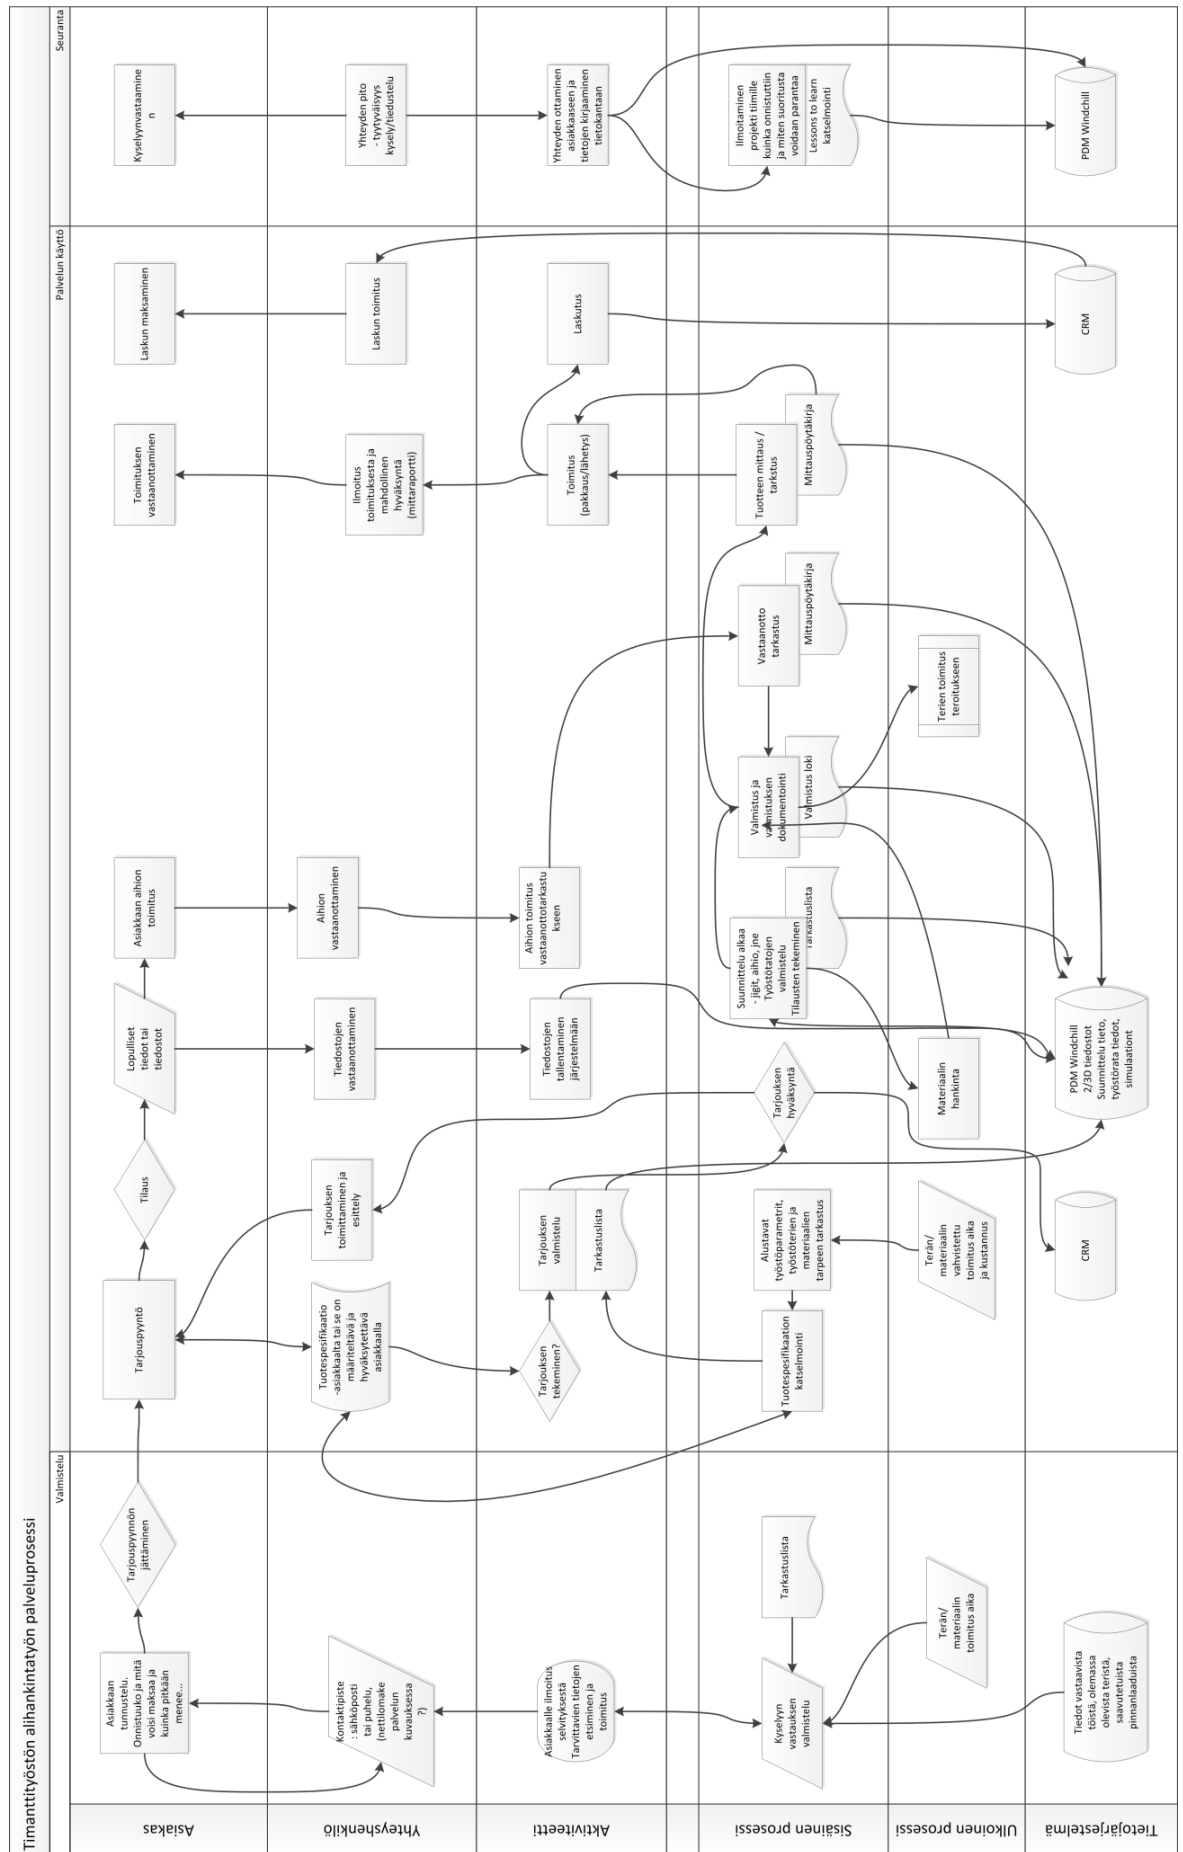 Timanttityöstön alihankintatyön palveluprosessi
Valmistelu
Palvelun käyttö
Seuranta
Asiakas
Asiakkaan
tunnustelu.
Onnistuuko ja mitä
voisi maksaa ja
kuinka pitkään
menee...
Tarjouspyynnön
jättäminen
Tarjouspyyntö
Tilaus
Lopulliset
tiedot tai
tiedostot
Asiakkaan aihion
toimitus
Toimituksen
vastaanottaminen
Laskun maksaminen
Kyselyynvastaamine
n
Yhteyshenkilö
Kontaktipiste
: sähköposti
tai puhelu,
(nettilomake
palvelun
kuvauksessa
?)
Tuotespesifikaatio
-asiakkaalta tai se on
määriteltävä ja
hyväksytettävä
asiakkaalla
Tarjouksen
toimittaminen ja
esittely
Tiedostojen
vastaanottaminen
Aihion
vastaanottaminen
Ilmoitus
toimituksesta ja
mahdollinen
hyväksyntä
(mittaraportti)
Laskun toimitus
Yhteyden pito
- tyytyväisyys
kysely/tiedustelu
Aktiviteetti
Asiakkaalle ilmoitus
selvityksestä
Tarvittavien tietojen
etsiminen ja
toimitus
Tarjouksen
tekeminen?
Tarjouksen
valmistelu
Tarkastuslista
Tiedostojen
tallentaminen
järjestelmään
Aihion toimitus
vastaanottotarkastu
kseen
Toimitus
(pakkaus/lähetys)
Laskutus
Yhteyden ottaminen
asiakkaaseen ja
tietojen kirjaaminen
tietokantaan
Sisäinen prosessi
Kyselyyn
vastauksen
valmistelu
Tarkastuslista
Tuotespesifikaation
katselmointi
Alustavat
työstöparametrit,
työstöterien ja
materiaalien
tarpeen tarkastus
Tarjouksen
hyväksyntä
Suunnittelu alkaa
- jigit, aihio, jne
Työstötatojen
valmistelu
Tilausten tekeminen
Tarkastuslista
Valmistus ja
valmistuksen
dokumentointi
Valmistus loki
Vastaanotto
tarkastus
Mittauspöytäkirja
Tuotteen mittaus /
tarkstus
Mittauspöytäkirja
Ilmoitaminen
projekti tiimille
kuinka onnistuttiin
ja miten suoritusta
voidaan parantaa
Lessons to learn
katselmointi
Ulkoinen prosessi
Terän/
materiaalin
toimitus aika
Terän/
materiaalin
vahvistettu
toimitus aika
ja kustannus
Materiaalin
hankinta
Terien toimitus
teroitukseen
Tietojärjestelmä
Tiedot vastaavista
töistä, olemassa
olevista teristä,
saavutetuista
pinnanlaaduista
CRM
PDM Windchill
2/3D tiedostot
Suunnittelu tieto,
työstörata tiedot,
simulaationt
CRM
PDM Windchill